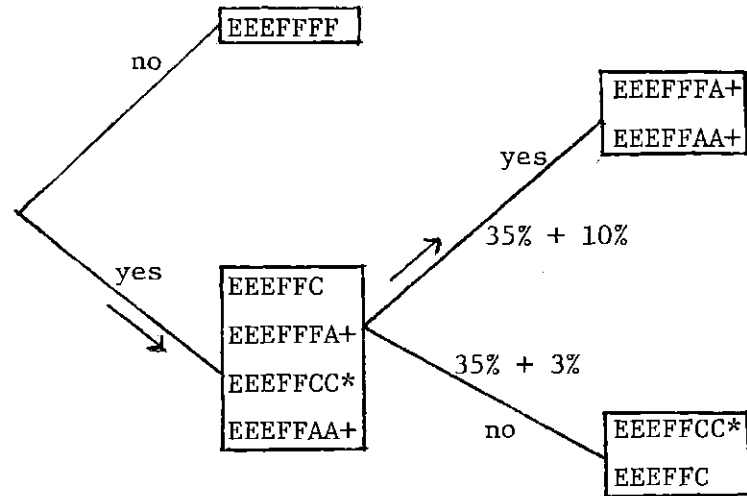 EEEFFFF
no
EEEFFFA+
EEEFFAA+
yes
35% + 10%
yes
EEEFFC
EEEFFFA+
EEEFFCC*
EEEFFAA+
35% + 3%
no
EEEFFCC*
EEEFFC